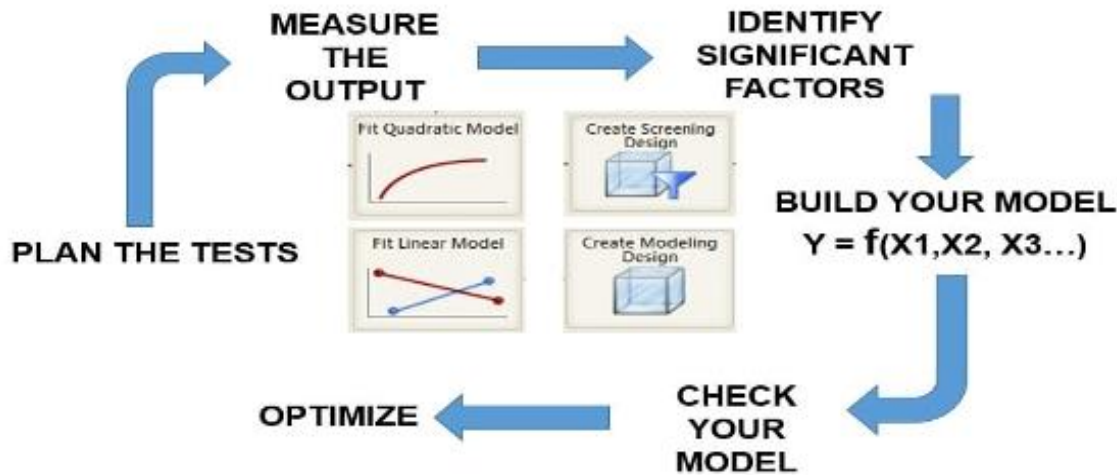 MEASURE
THE
OUTPUT
IDENTIFY
SIGNIFICANT
FACTORS
Fit Quadratic Model
Create Screening
Design
BUILD YOUR MODEL
Y = f(X1,X2, X3...)
PLAN THE TESTS
Fit Linear Model
Create Modeling
Design
CHECK
YOUR
MODEL
OPTIMIZE